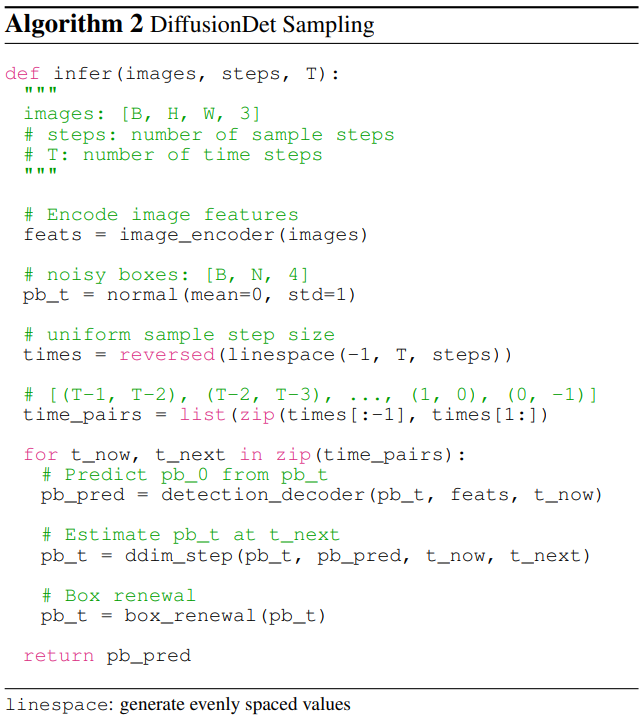 Algorithm 2 DiffusionDet Sampling
def infer(images, steps, T):
"""
images: [B, H, W, 3]
# steps: number of sample steps
# T: number of time steps
"""
# Encode image features
feats = image_encoder(images)
# noisy boxes: [B, N, 4]
pb_t = normal(mean=0, std=1)
# uniform sample step size
times = reversed(linespace(-1, T, steps))
# [(T-1, T-2), (T-2, T-3), ..., (1, 0), (0, -1)]
time_pairs = list(zip(times[:-1], times[1:])
for t_now, t_next in zip(time_pairs):
# Predict pb_0 from pb_t
pb_pred = detection_decoder(pb_t, feats, t_now)
# Estimate pb_t at t_next
pb_t = ddim_step(pb_t, pb_pred, t_now, t_next)
# Box renewal
pb_t = box_renewal(pb_t)
return pb_pred
linespace: generate evenly spaced values